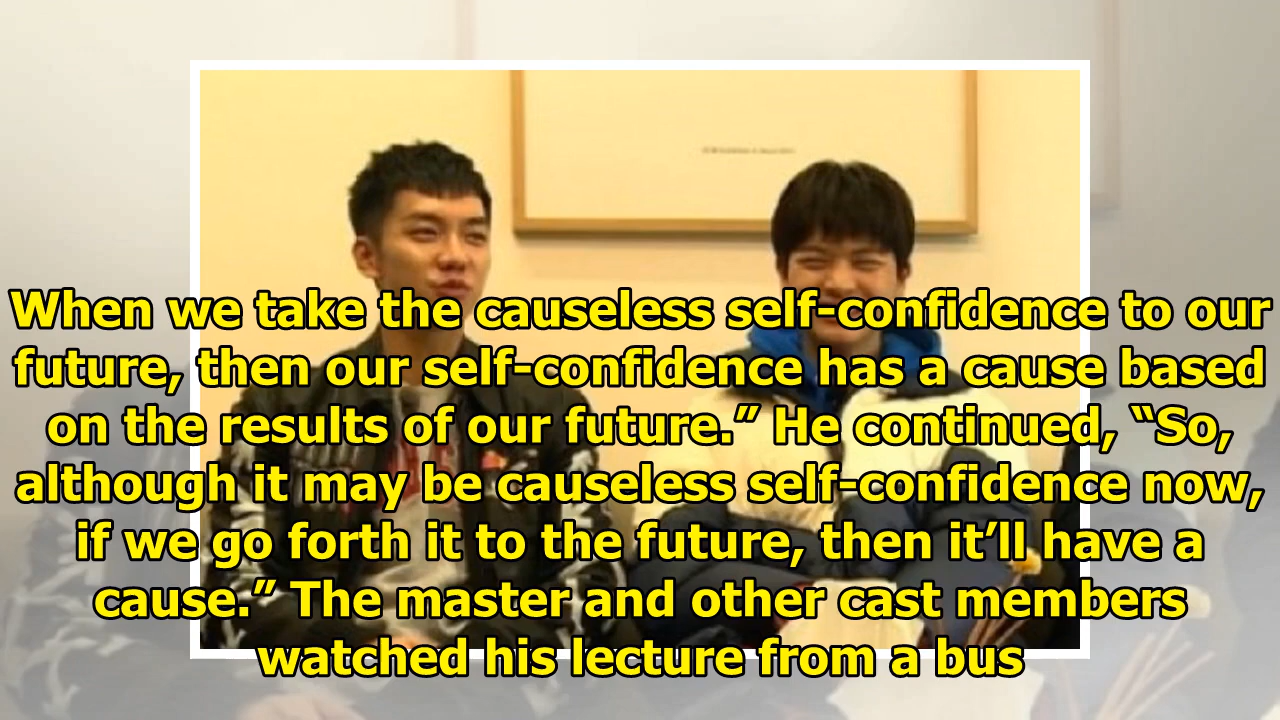 When we take the causeless self-confidence to our
future, then our self-confidence has a cause based
on the results of our future.” He continued, “So,
although it may be causeless self-confidence now,
if we go forth it to the future, then it’ll have a
cause.” The master and other cast members
watched his lecture from a bus